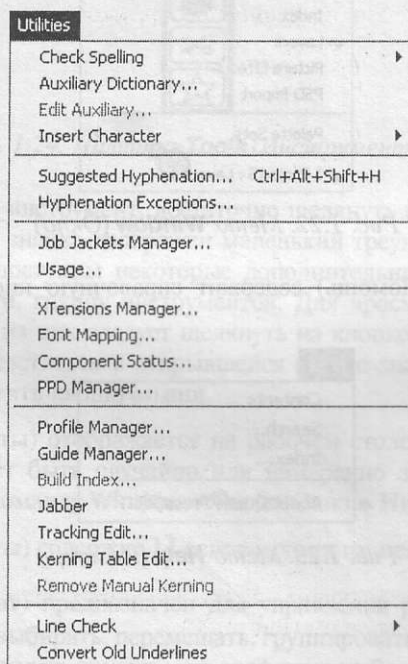 Utilities
Check Spelling
Auxiliary Dictionary...
Edit Auxiliary...
Insert Character
Suggested Hyphenation... Ctrl+Alt+Shift+H
Hyphenation Exceptions...
Job Jackets Manager...
Usage...
XTensions Manager...
Font Mapping...
Component Status...
PPD Manager...
Profile Manager...
Guide Manager...
Build Index...
Jabber
Tracking Edit...
Kerning Table Edit...
Remove Manual Kerning
Line Check
Convert Old Underlines